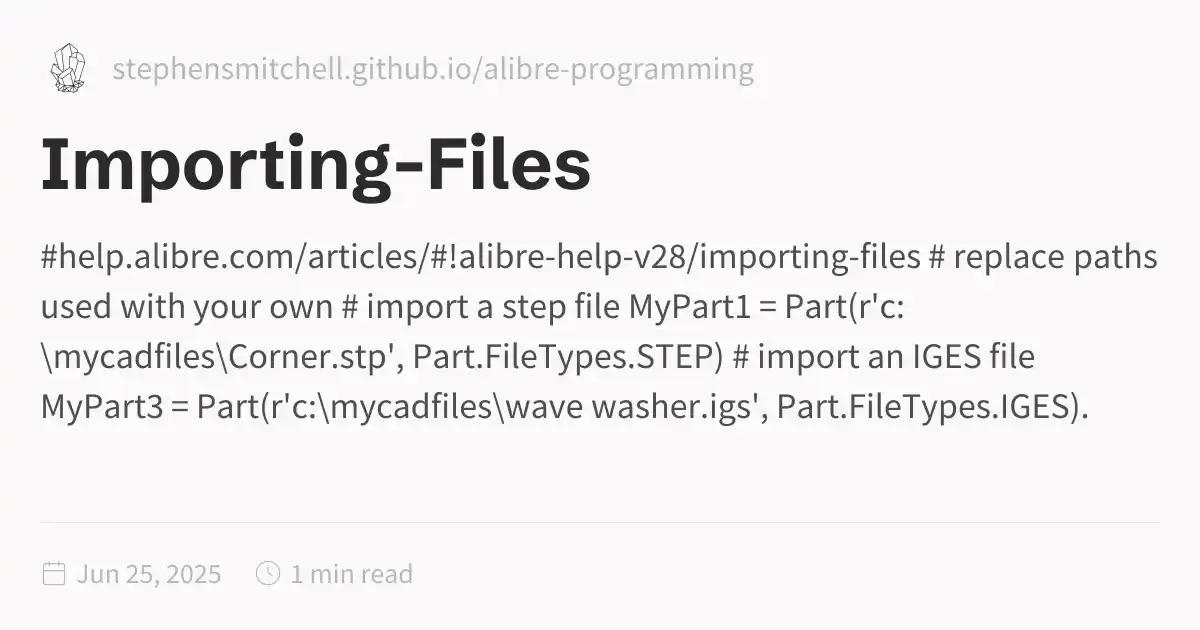 stephensmitchell.github.io/alibre-programming
Importing-Files
#help.alibre.com/articles/#!alibre-help-v28/importing-files # replace paths
used with your own # import a step file MyPart1 = Part(r'c:
\mycadfiles\Corner.stp', Part.FileTypes.STEP) # import an IGES file
MyPart3 = Part(r'c:\mycadfiles\wave washer.igs', Part.FileTypes.IGES).
Jun 25, 2025 1 min read